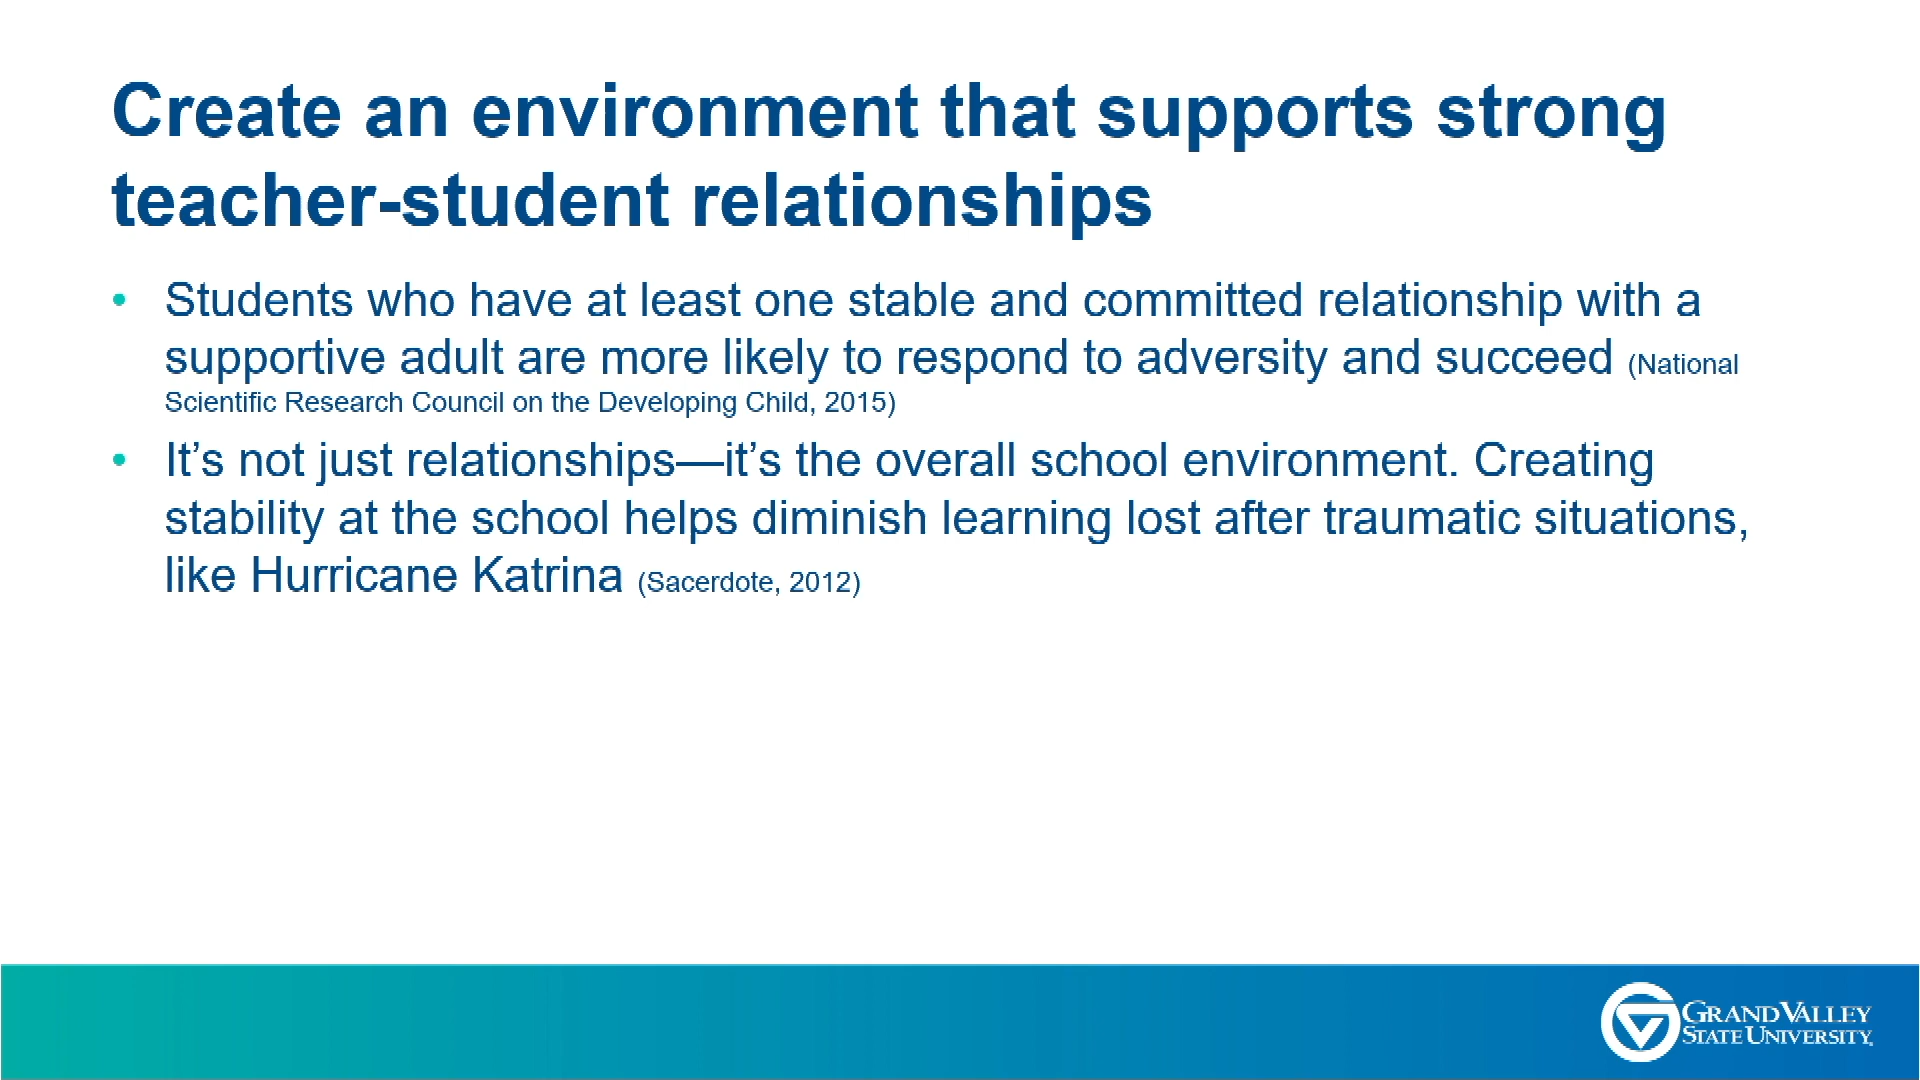 Create an environment that supports strong
teacher-student relationships
• Students who have at least one stable and committed relationship with a
supportive adult are more likely to respond to adversity and succeed (National
Scientific Research Council on the Developing Child, 2015)
• It’s not just relationships—it’s the overall school environment. Creating
stability at the school helps diminish learning lost after traumatic situations,
like Hurricane Katrina (Sacerdote, 2012)
GRAND VALLEY
STATE UNIVERSITY.